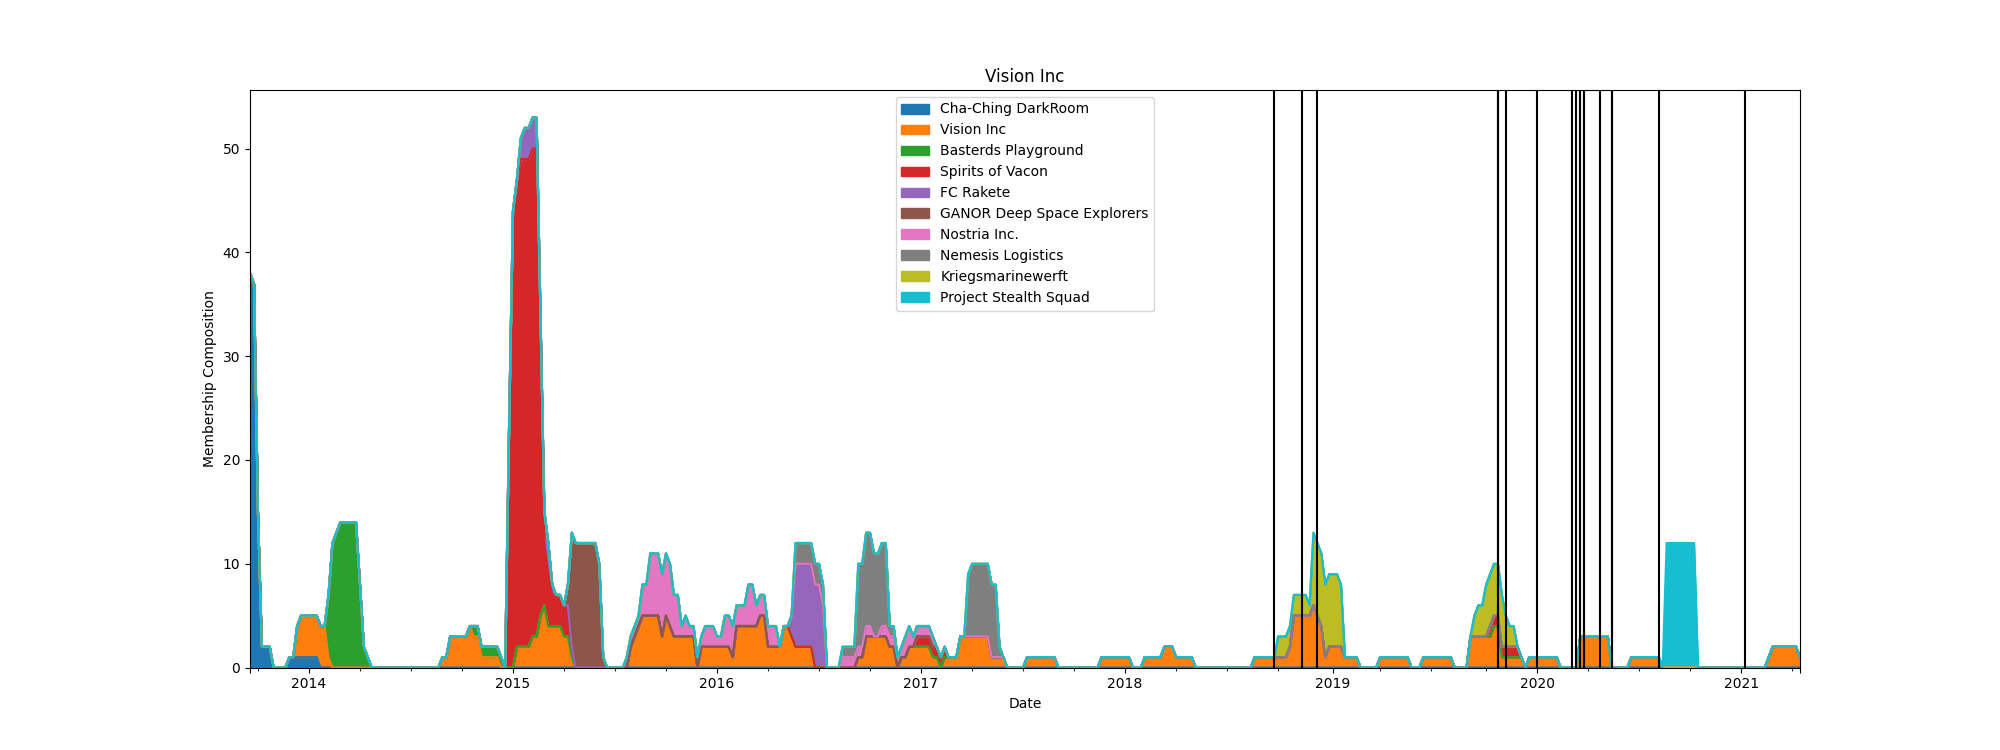 Vision Inc
Cha-Ching DarkRoom
Vision Inc
Basterds Playground
Spirits of Vacon
FC Rakete
GANOR Deep Space Explorers
Nostria Inc.
Nemesis Logistics
Kriegsmarinewerft
Project Stealth Squad
Membership Composition
50
40
30
20
10
0
2014 2015 2016 2017 2018 2019 2020 2021
Date